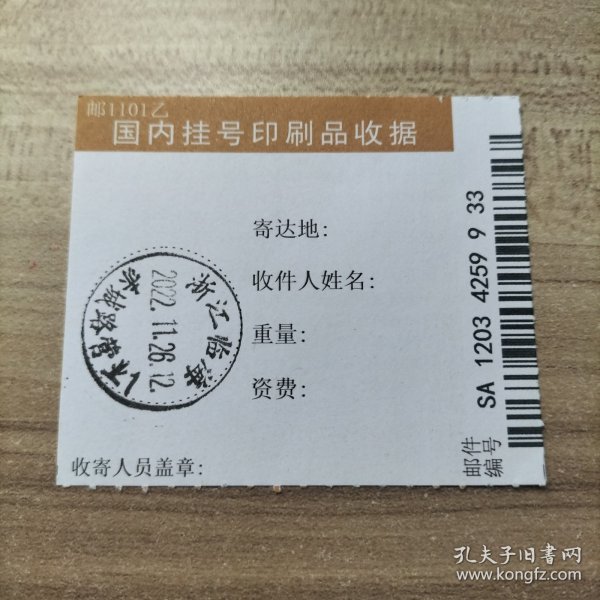 邮1101乙
国内挂号印刷品收据
寄达地:
收件人姓名:
重量:
资费:
收寄人员盖章:
浙江临海
2022.11.26.12.
赤城路
邮件
编号
SA 1203 4259 9 33
孔夫子旧书网
www.kongfz.com